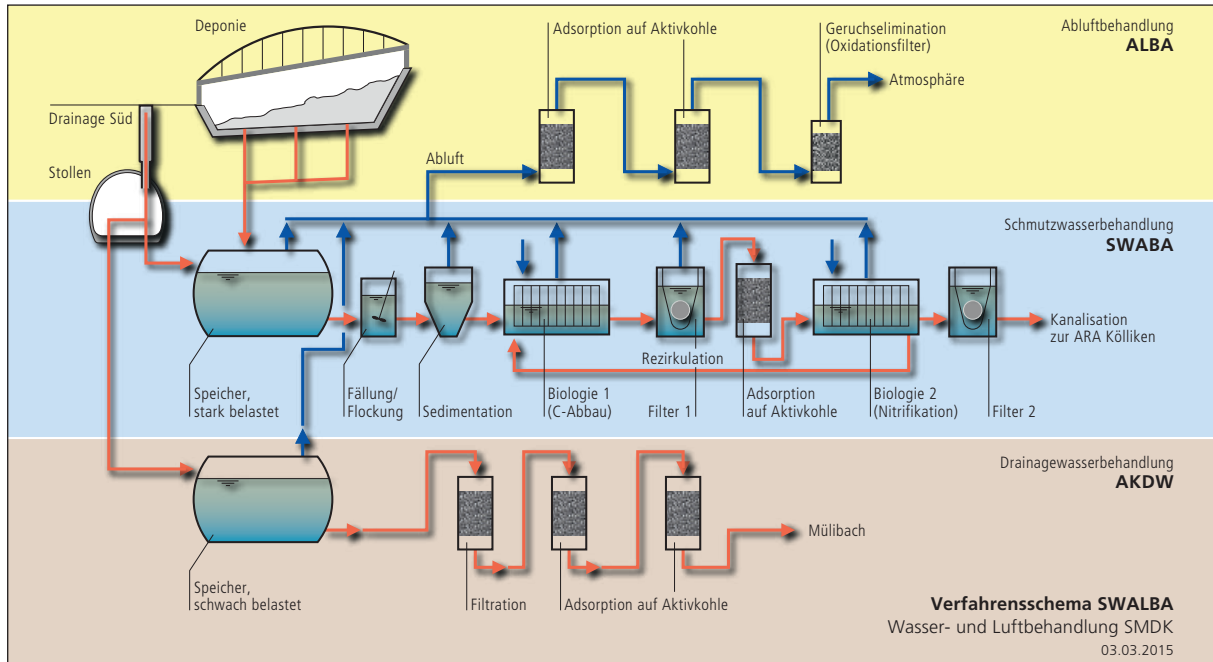 Deponie
Adsorption auf Aktivkohle
Geruchselimination
(Oxidationsfilter)
Abluftbehandlung
ALBA
Atmosphäre
Drainage Süd
Stollen
Abluft
Schmutzwasserbehandlung
SWABA
Kanalisation
zur ARA Kölliken
Rezirkulation
Speicher,
stark belastet
Fällung/
Flockung
Sedimentation
Biologie 1
(C-Abbau)
Filter 1
Adsorption
auf Aktivkohle
Biologie 2
(Nitrifikation)
Filter 2
Drainagewasserbehandlung
AKDW
Mülibach
Speicher,
schwach belastet
Filtration
Adsorption auf Aktivkohle
Verfahrensschema SWALBA
Wasser- und Luftbehandlung SMDK
03.03.2015